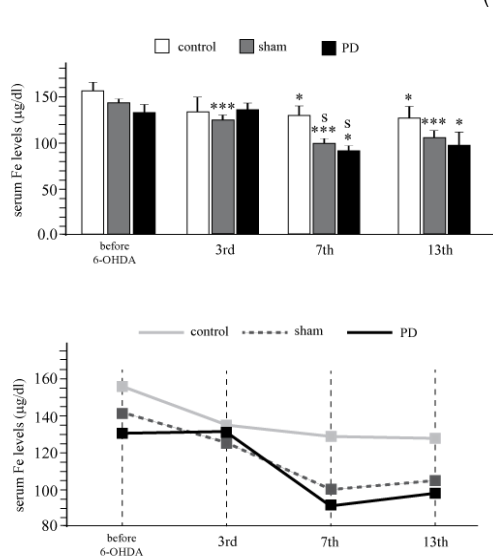 (
control sham PD
serum Fe levels (µg/dl)
150
100
50
0.0
*** * S *** S * * *** *
before
6-OHDA
3rd 7th 13th
control sham PD
serum Fe levels (µg/dl)
160
140
120
100
80
before
6-OHDA
3rd 7th 13th